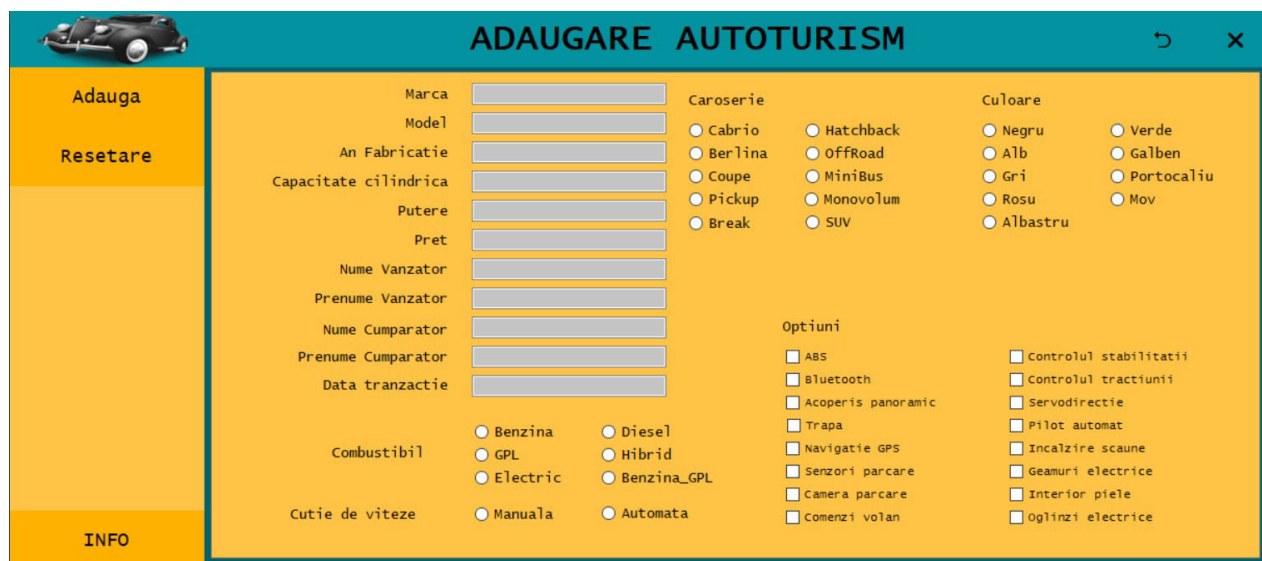 ADAUGARE AUTOTURISM
Adauga
Resetare
INFO
Marca
Model
An Fabricatie
Capacitate cilindrica
Putere
Pret
Nume Vanzator
Prenume Vanzator
Nume Cumparator
Prenume Cumparator
Data tranzactie
Combustibil
Benzina Diesel
GPL Hibrid
Electric Benzina_GPL
Cutie de viteze Manuala Automata
Caroserie
Cabrio Hatchback
Berlina OffRoad
Coupe MiniBus
Pickup Monovolum
Break SUV
Culoare
Negru Verde
Alb Galben
Gri Portocaliu
Rosu Mov
Albastru
Optiuni
ABS Controlul stabilitatii
Bluetooth Controlul tractiunii
Acoperis panoramic Servodirectie
Trapa Pilot automat
Navigatie GPS Incalzire scaune
Senzori parcare Geamuri electrice
Camera parcare Interior piele
Comenzi volan Oglinzi electrice